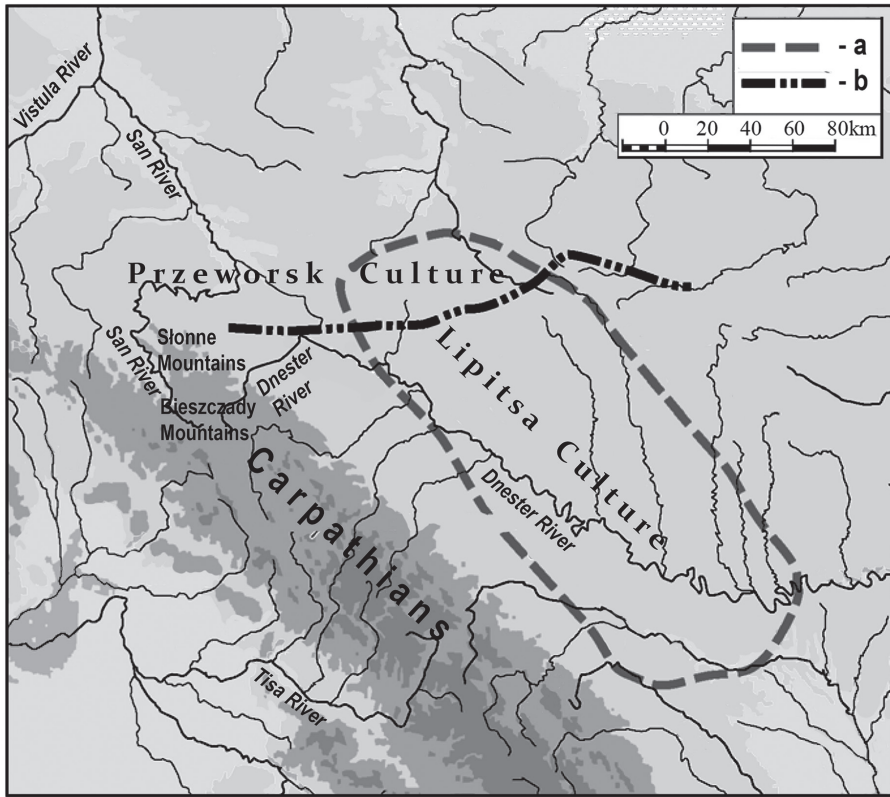 - a
- b
0 20 40 60 80km
Vistula River
San River
Przeworsk Culture
Słonne
Mountains
San River
Dnester
River
Bieszczady
Mountains
Lipitsa Culture
Carpathians
Dnester River
Tisa River